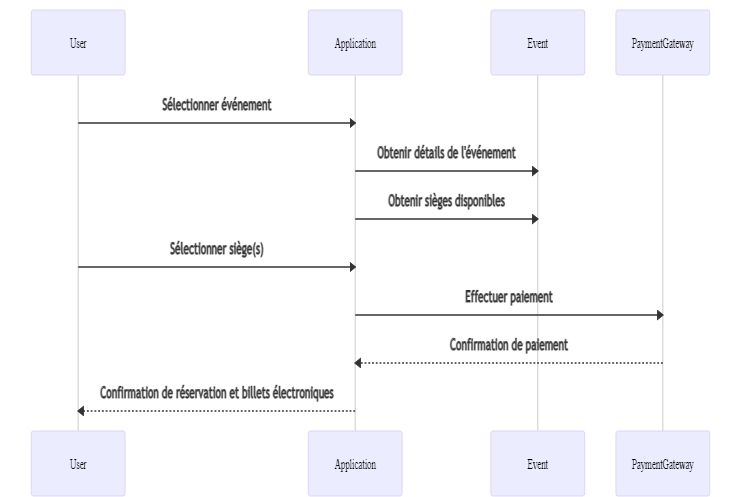 User Application Event PaymentGateway
Sélectionner événement
Obtenir détails de l'événement
Obtenir sièges disponibles
Sélectionner siège(s)
Effectuer paiement
Confirmation de paiement
Confirmation de réservation et billets électroniques
User Application Event PaymentGateway